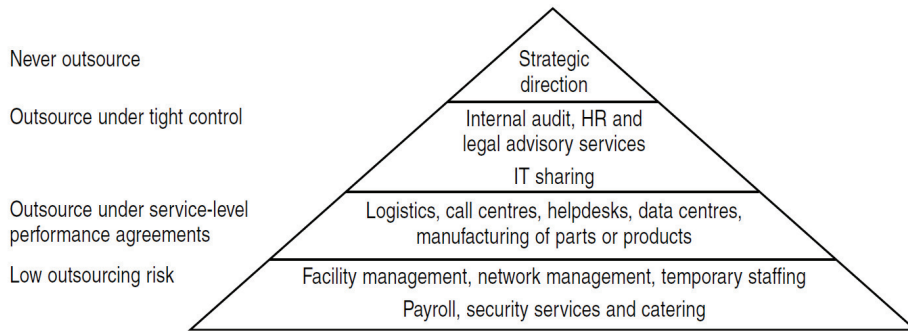 Never outsource
Strategic
direction
Outsource under tight control
Internal audit, HR and
legal advisory services
IT sharing
Outsource under service-level
performance agreements
Logistics, call centres, helpdesks, data centres,
manufacturing of parts or products
Low outsourcing risk
Facility management, network management, temporary staffing
Payroll, security services and catering